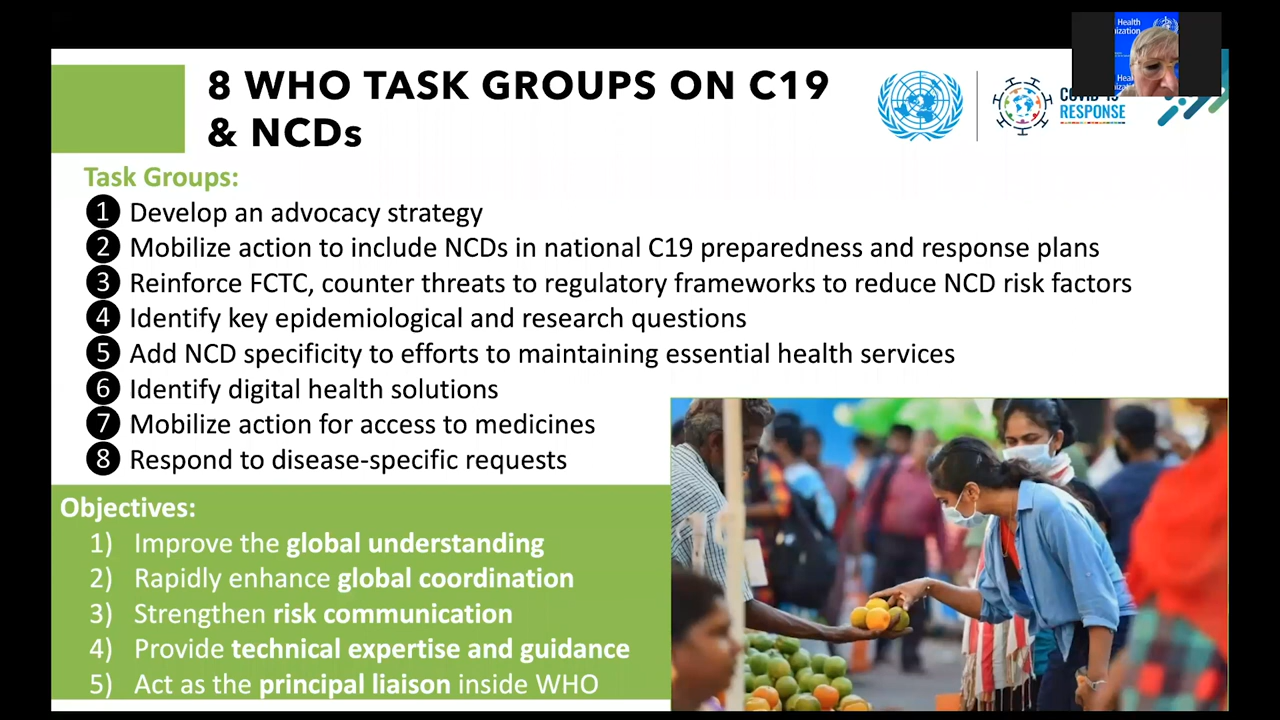 Health
8 WHO TASK GROUPS ON C19
& NCDs
RESPONSE
Task Groups:
1 Develop an advocacy strategy
2 Mobilize action to include NCDs in national C19 preparedness and response plans
3 Reinforce FCTC, counter threats to regulatory frameworks to reduce NCD risk factors
4 Identify key epidemiological and research questions
5 Add NCD specificity to efforts to maintaining essential health services
6 Identify digital health solutions
7 Mobilize action for access to medicines
8 Respond to disease-specific requests
Objectives:
1) Improve the global understanding
2) Rapidly enhance global coordination
3) Strengthen risk communication
4) Provide technical expertise and guidance
5) Act as the principal liaison inside WHO